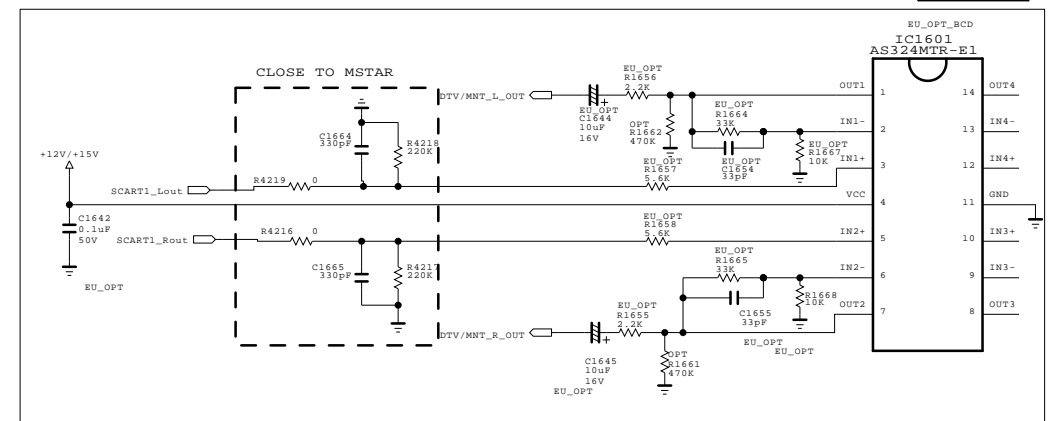 EU_OPT_BCD
IC1601
AS324MTR-E1
CLOSE TO MSTAR
DTV/MNT_L_OUT
EU_OPT
C1644
10uF
16V
EU_OPT
R1656
2.2K
OPT
R1662
470K
EU_OPT
R1664
33K
EU_OPT
C1654
33pF
EU_OPT
R1667
10K
EU_OPT
R1657
5.6K
C1664
330pF
R4218
220K
+12V/+15V
SCART1_Lout
R4219
0
C1642
0.1uF
50V
EU_OPT
SCART1_Rout
R4216
0
C1665
330pF
R4217
220K
EU_OPT
R1658
5.6K
EU_OPT
R1665
33K
C1655
33pF
EU_OPT
R1668
10K
EU_OPT
DTV/MNT_R_OUT
EU_OPT
R1655
2.2K
C1645
10uF
16V
EU_OPT
OPT
R1661
470K
OUT1
1
14
OUT4
IN1-
2
13
IN4-
IN1+
3
12
IN4+
VCC
4
11
GND
IN2+
5
10
IN3+
IN2-
6
9
IN3-
OUT2
7
8
OUT3